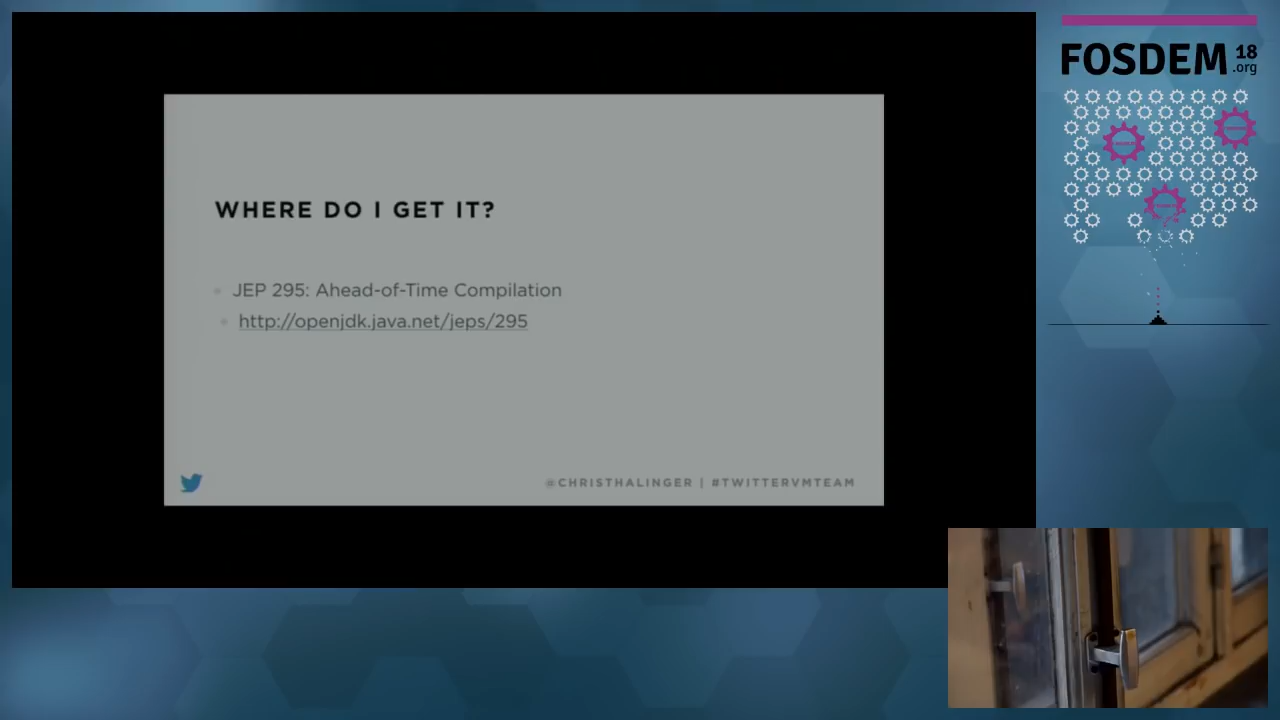 FOSDEM 18
.org
WHERE DO I GET IT?
JEP 295: Ahead-of-Time Compilation
http://openjdk.java.net/jeps/295
@CHRISTHALINGER | #TWITTERVMTEAM